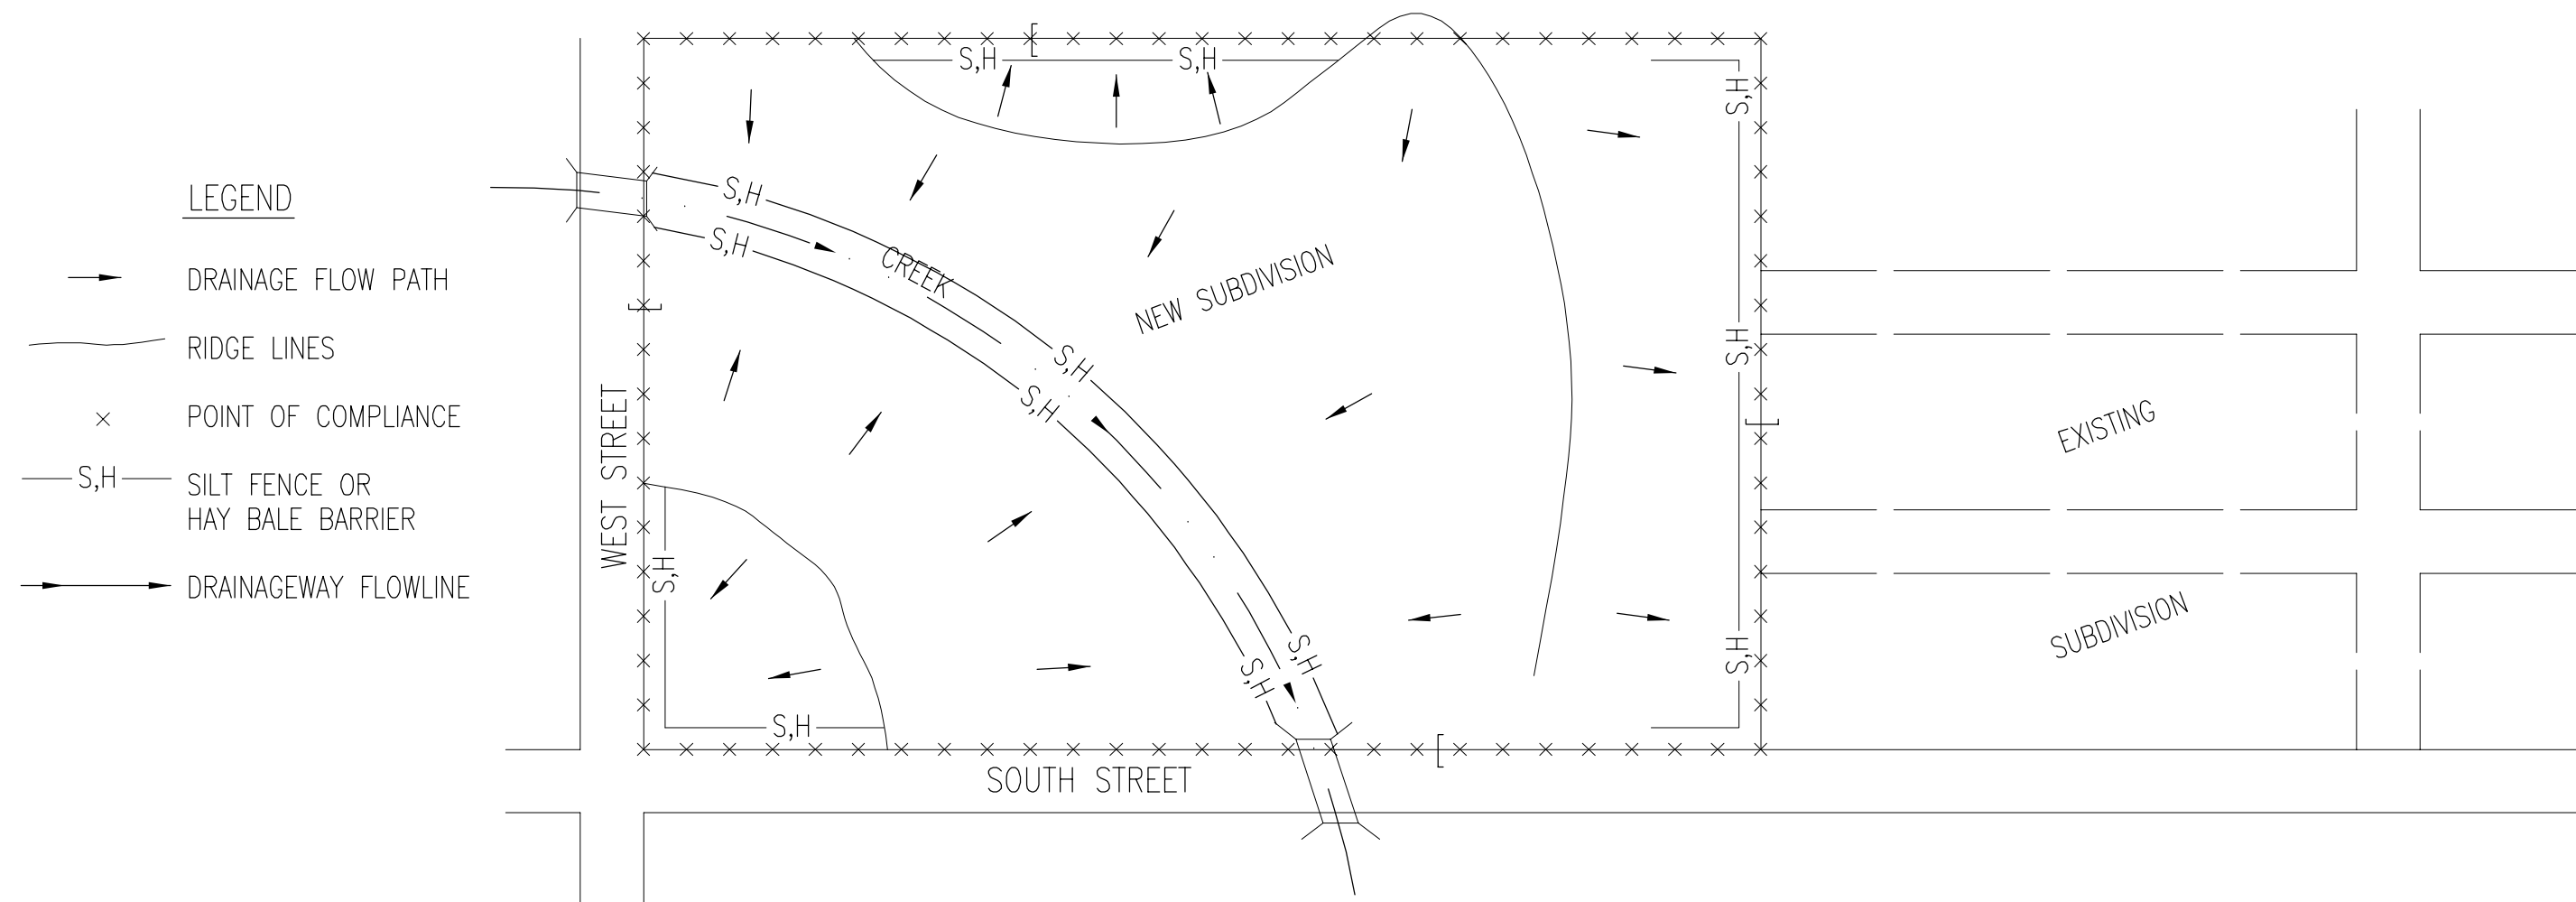 LEGEND
DRAINAGE FLOW PATH
RIDGE LINES
POINT OF COMPLIANCE
S,H
SILT FENCE OR
HAY BALE BARRIER
DRAINAGEWAY FLOWLINE
S,H
S,H
S,H
S,H
S,H
CREEK
NEW SUBDIVISION
S,H
S,H
S,H
WEST STREET
EXISTING
S,H
SUBDIVISION
S,H
S,H
S,H
S,H
SOUTH STREET